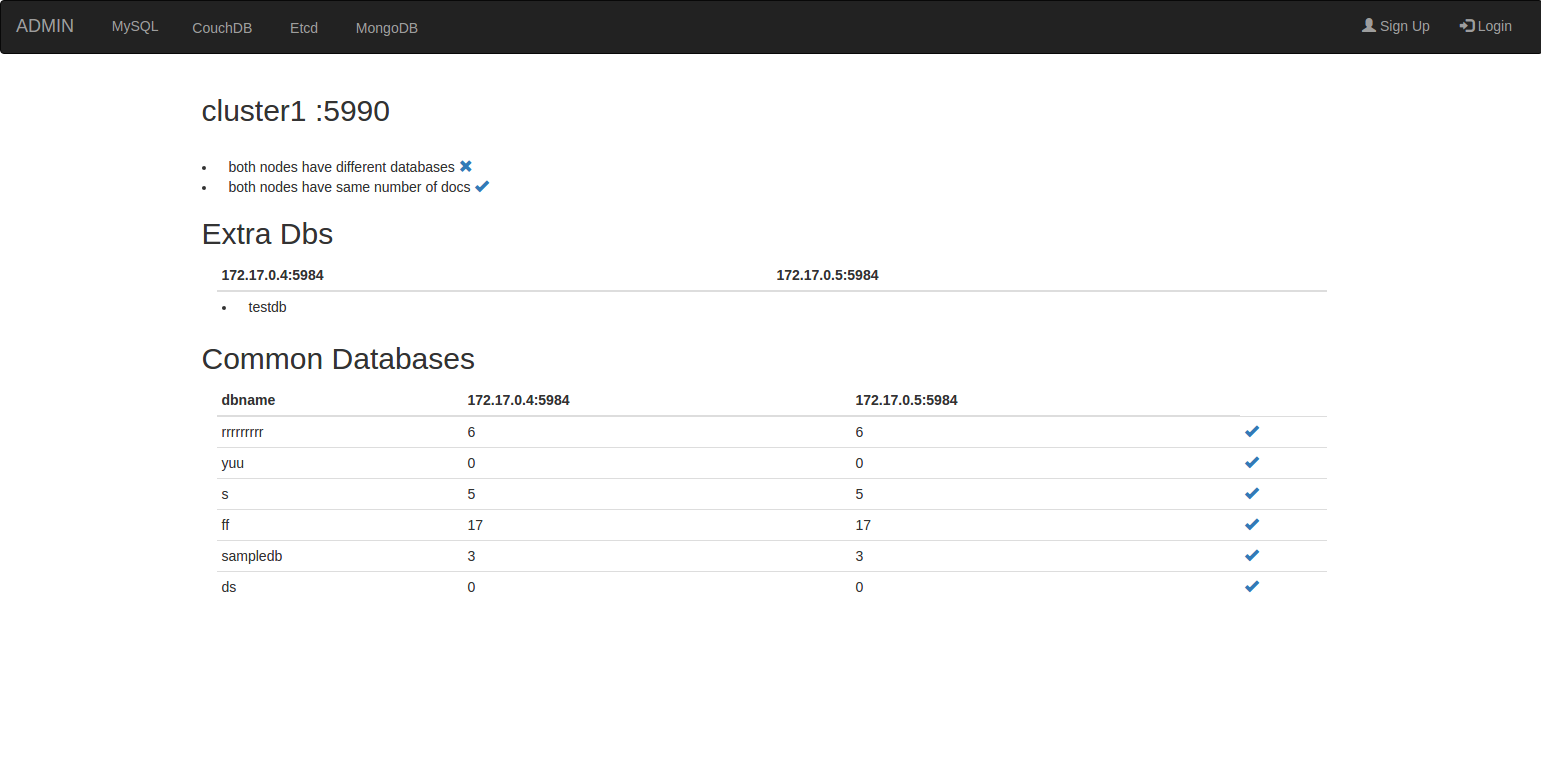 ADMIN MySQL CouchDB Etcd MongoDB Sign Up Login
cluster1 :5990
• both nodes have different databases ✖
• both nodes have same number of docs ✔
Extra Dbs
172.17.0.4:5984 172.17.0.5:5984
• testdb
Common Databases
dbname 172.17.0.4:5984 172.17.0.5:5984
rrrrrrrrr 6 6 ✔
yuu 0 0 ✔
s 5 5 ✔
ff 17 17 ✔
sampledb 3 3 ✔
ds 0 0 ✔